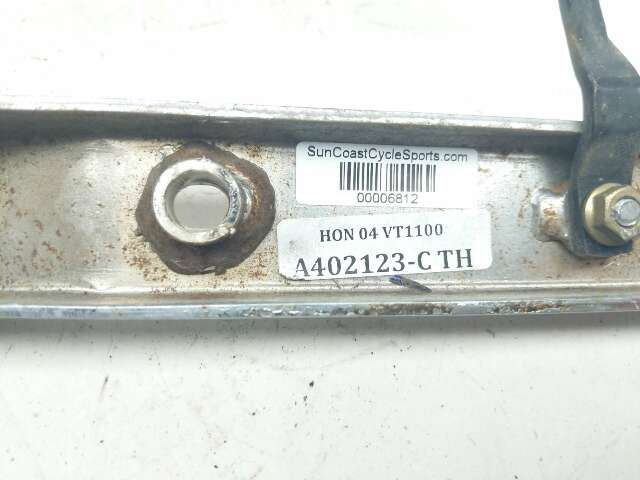 SunCoastCycleSports.com
00006812
HON 04 VT1100
A402123-C TH